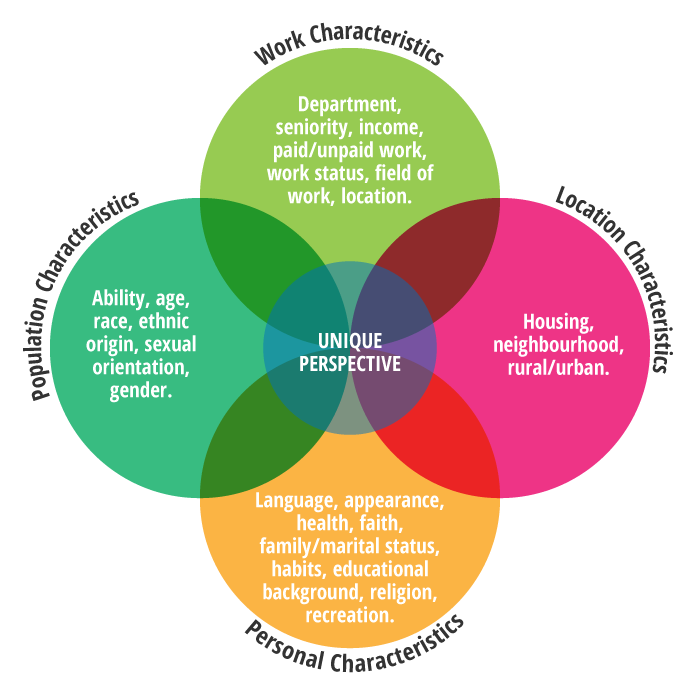 Work Characteristics
Department,
seniority, income,
paid/unpaid work,
work status, field of
work, location.
Population Characteristics
Ability, age,
race, ethnic
origin, sexual
orientation,
gender.
UNIQUE
PERSPECTIVE
Location Characteristics
Housing,
neighbourhood,
rural/urban.
Language, appearance,
health, faith,
family/marital status,
habits, educational
background, religion,
recreation.
Personal Characteristics